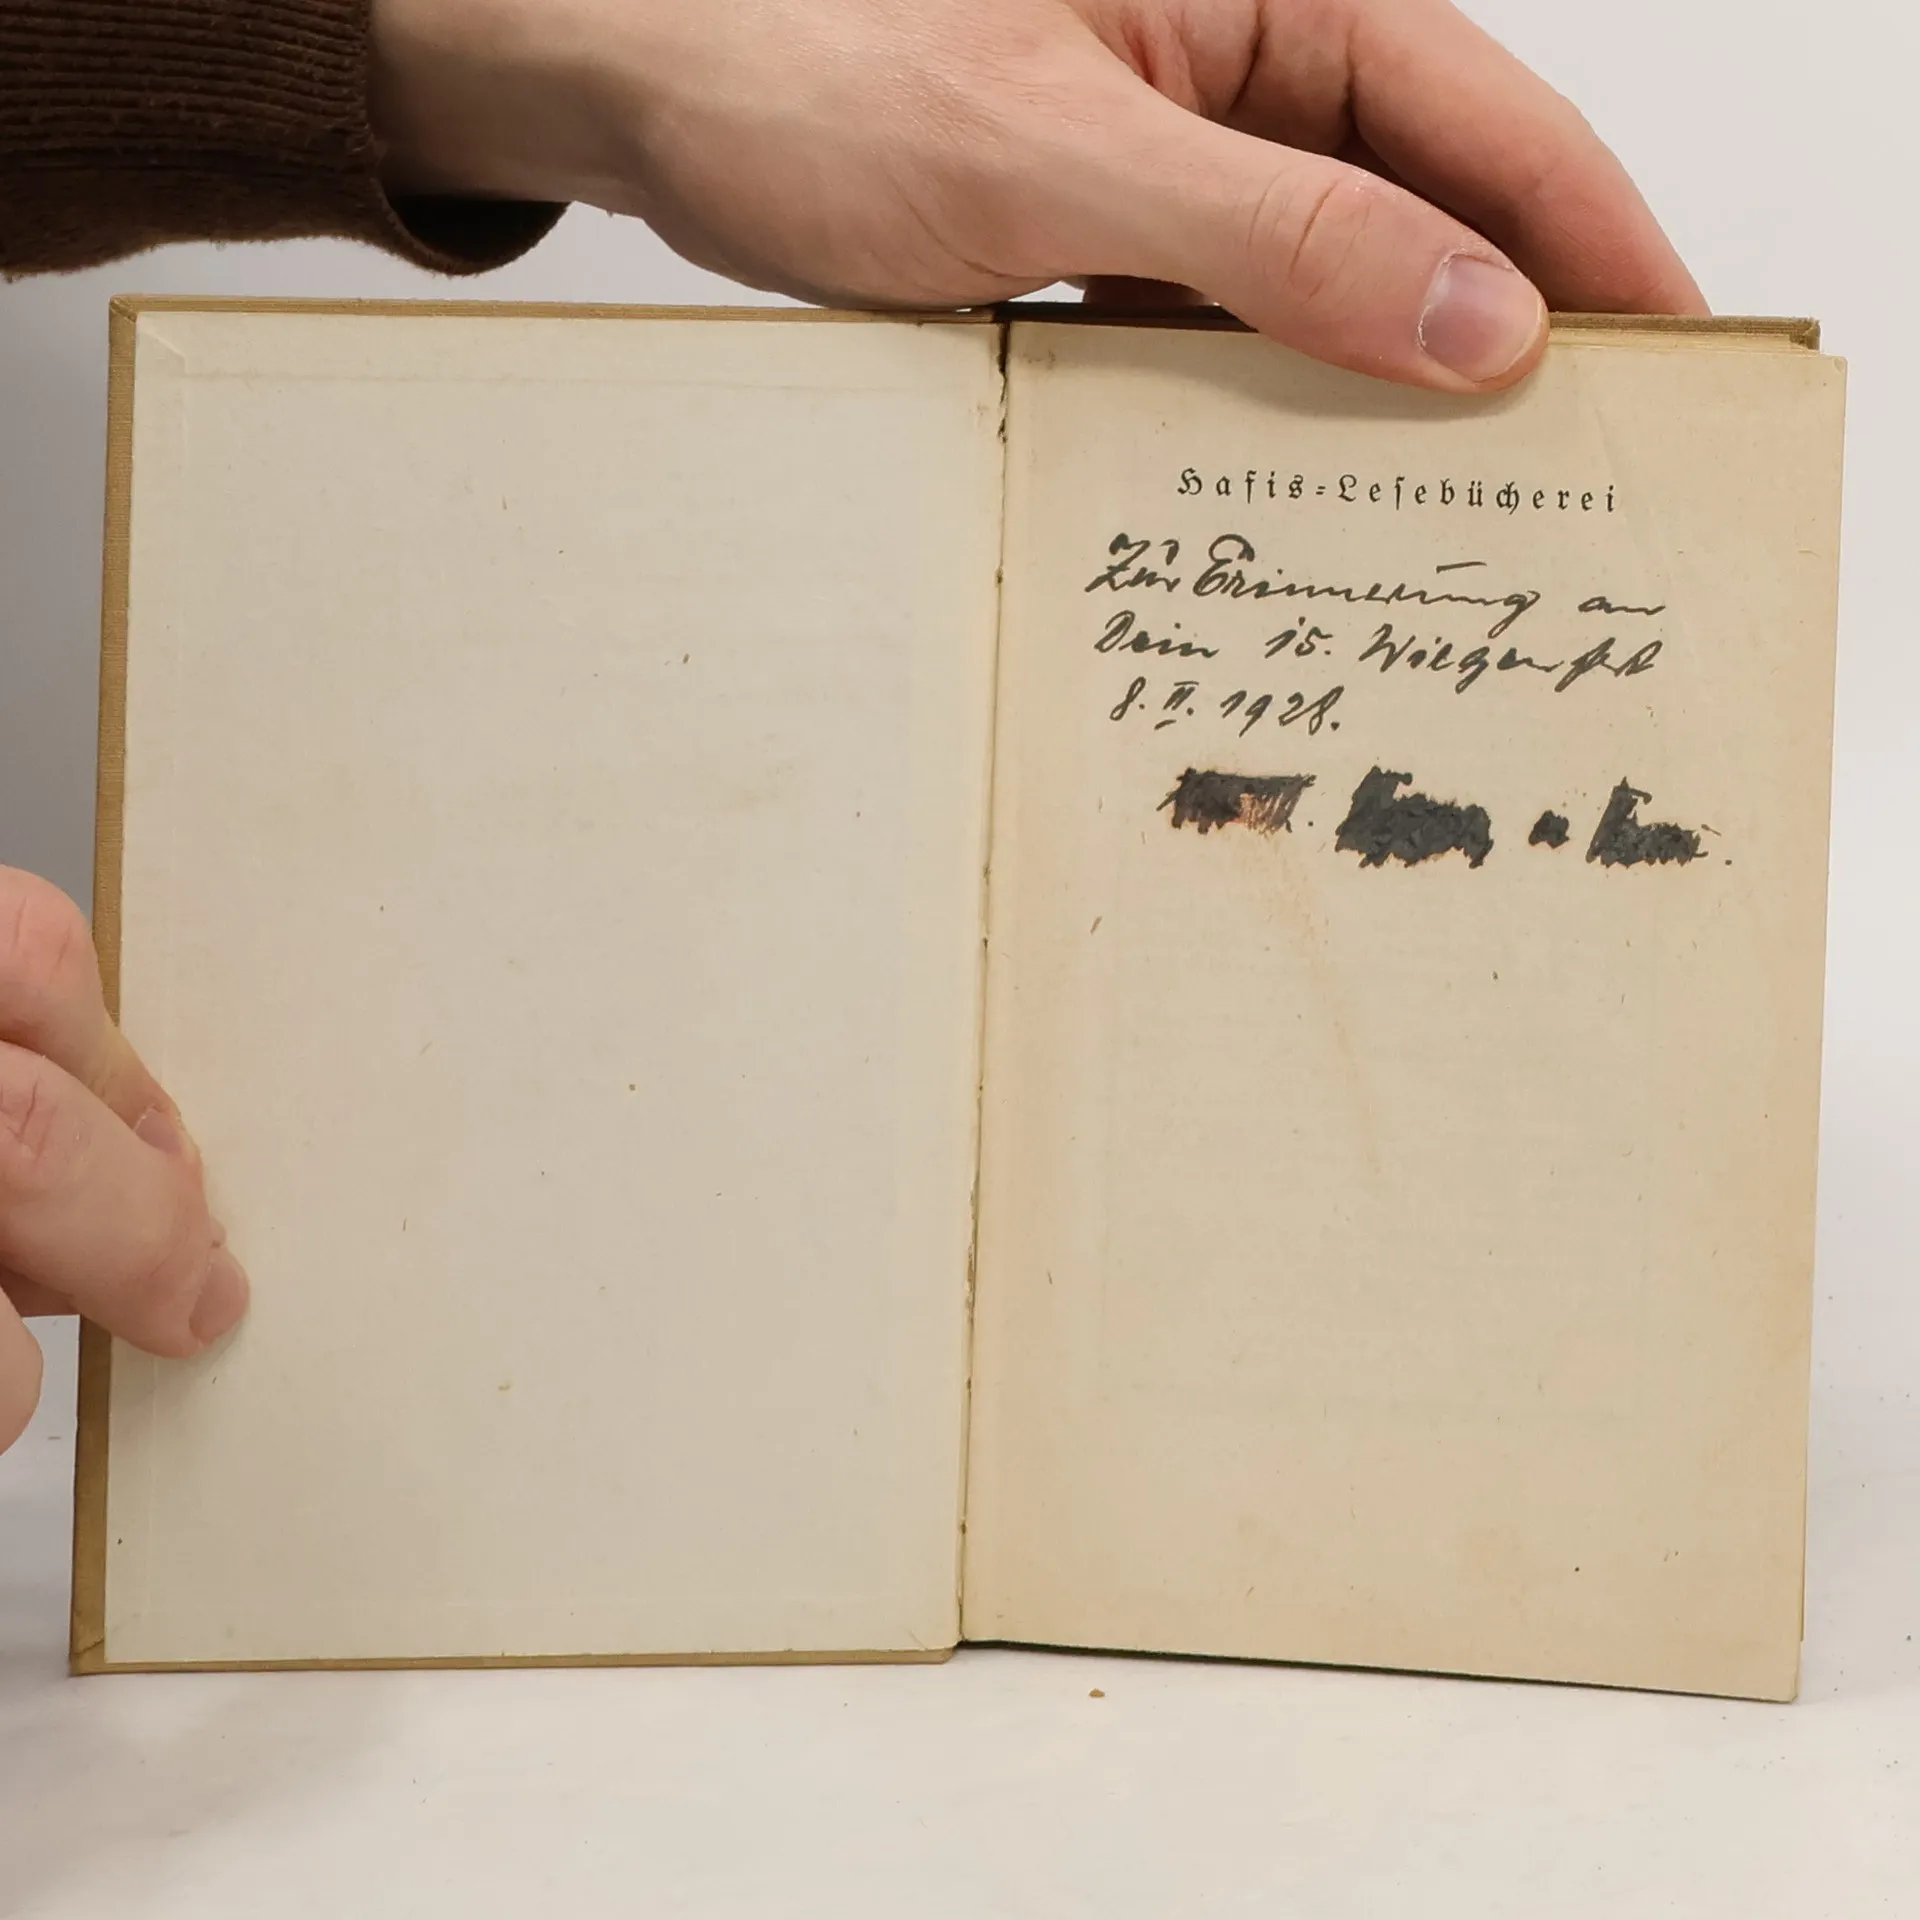 Hafis-Lesebücherei
Zur Erinnerung an
Dein 15. Wiegenfest
8. II. 1928.